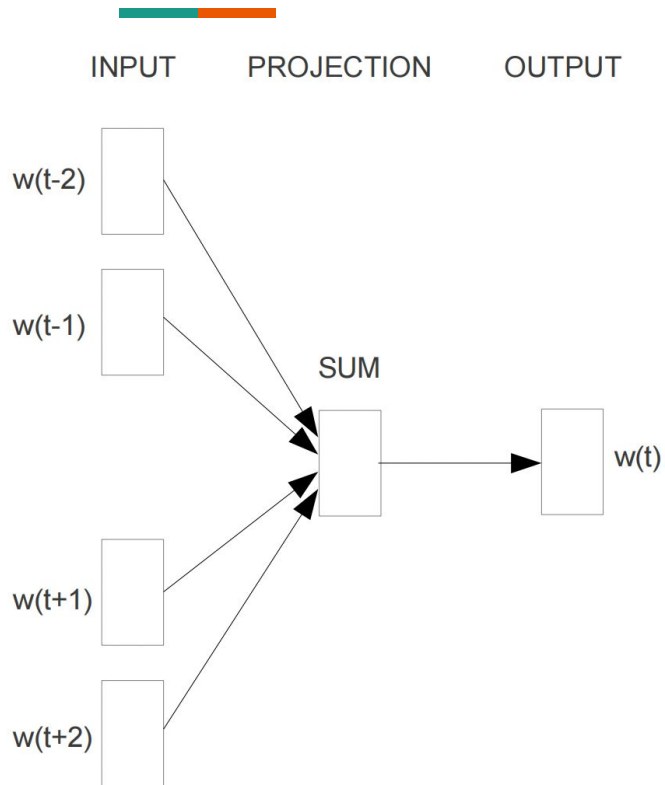 INPUT PROJECTION OUTPUT
w(t-2)
w(t-1)
SUM
w(t)
w(t+1)
w(t+2)